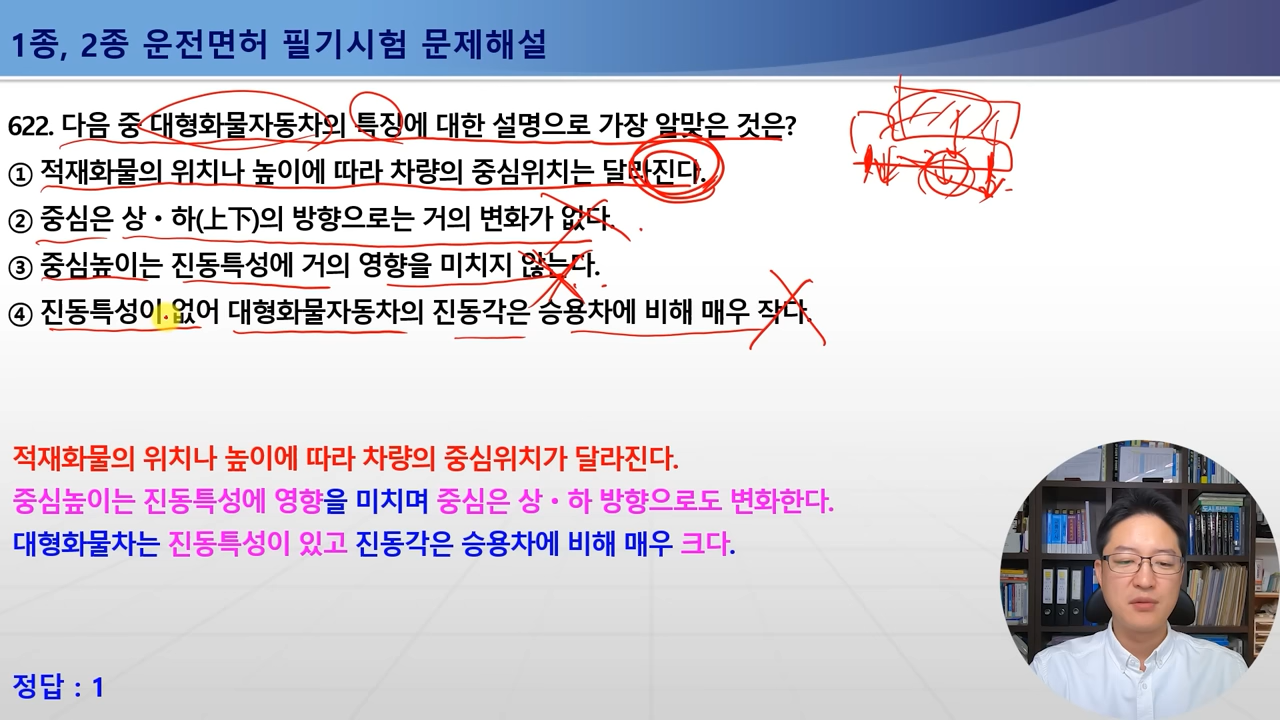 1종, 2종 운전면허 필기시험 문제해설
622. 다음 중 대형화물자동차의 특징에 대한 설명으로 가장 알맞은 것은?
① 적재화물의 위치나 높이에 따라 차량의 중심위치는 달라진다.
② 중심은 상·하(上下)의 방향으로는 거의 변화가 없다.
③ 중심높이는 진동특성에 거의 영향을 미치지 않는다.
④ 진동특성이 없어 대형화물자동차의 진동각은 승용차에 비해 매우 작다.
적재화물의 위치나 높이에 따라 차량의 중심위치가 달라진다.
중심높이는 진동특성에 영향을 미치며 중심은 상·하 방향으로도 변화한다.
대형화물차는 진동특성이 있고 진동각은 승용차에 비해 매우 크다.
정답 : 1